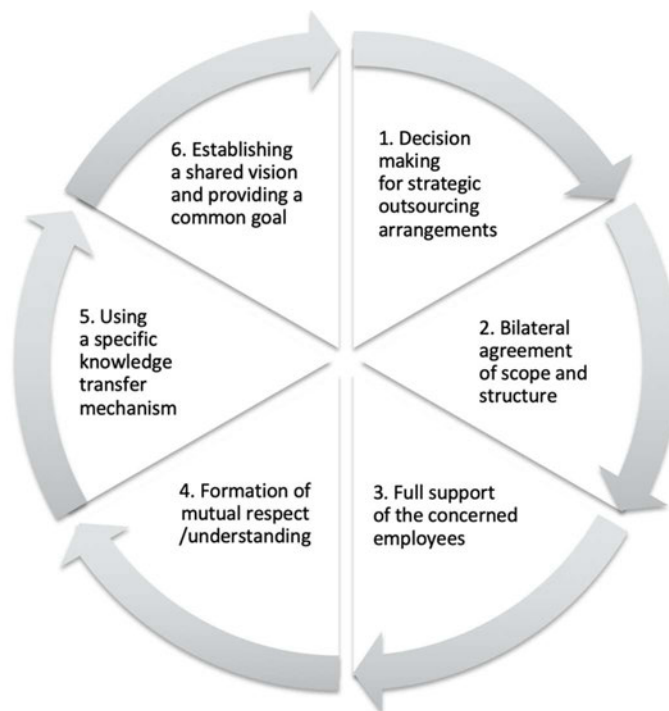 1. Decision
making
for strategic
outsourcing
arrangements
2. Bilateral
agreement
of scope and
structure
3. Full support
of the concerned
employees
4. Formation of
mutual respect
/understanding
5. Using
a specific
knowledge
transfer
mechanism
6. Establishing
a shared vision
and providing a
common goal